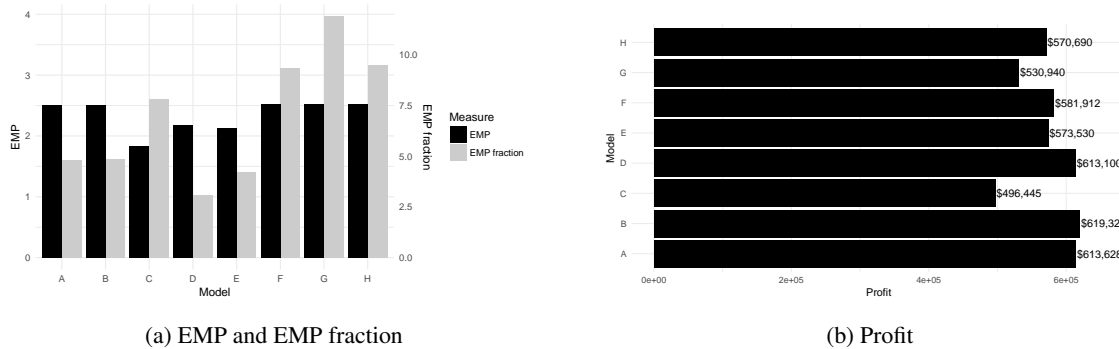 4
3
2
1
0
EMP
10.0
7.5
5.0
2.5
0.0
EMP fraction
A B C D E F G H
Model
Measure
EMP
EMP fraction
(a) EMP and EMP fraction
H $570,690
G $530,940
F $581,912
E $573,530
D $613,100
C $496,445
B $619,32
A $613,628
Model
0e+00 2e+05 4e+05 6e+05
Profit
(b) Profit